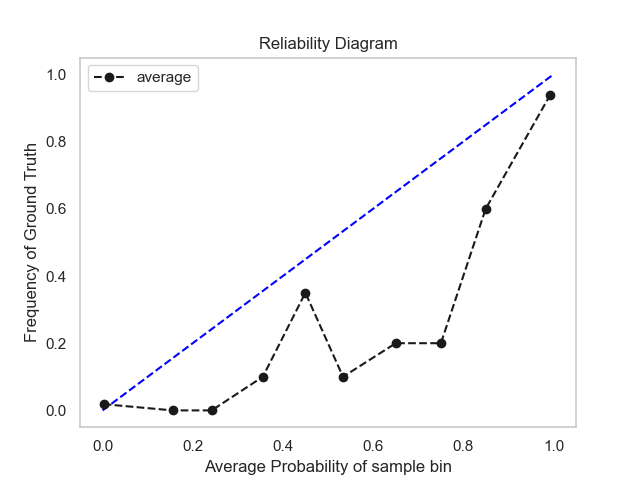 Reliability Diagram
average
Frequency of Ground Truth
1.0
0.8
0.6
0.4
0.2
0.0
0.0 0.2 0.4 0.6 0.8 1.0
Average Probability of sample bin